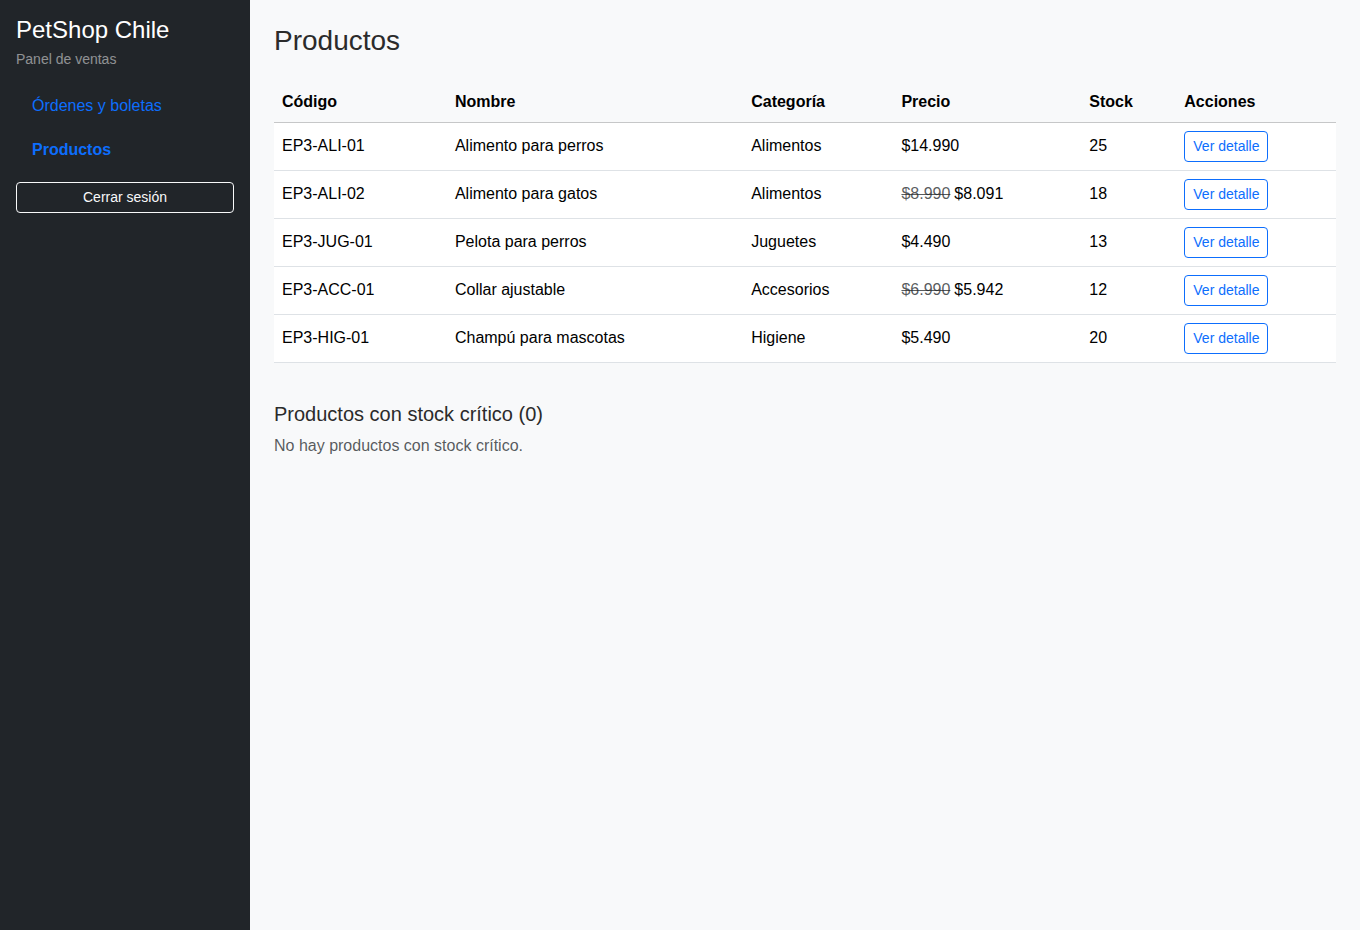 PetShop Chile
Panel de ventas
Órdenes y boletas
Productos
Cerrar sesión
Productos
Código Nombre Categoría Precio Stock Acciones
EP3-ALI-01 Alimento para perros Alimentos $14.990 25 Ver detalle
EP3-ALI-02 Alimento para gatos Alimentos $8.990 $8.091 18 Ver detalle
EP3-JUG-01 Pelota para perros Juguetes $4.490 13 Ver detalle
EP3-ACC-01 Collar ajustable Accesorios $6.990 $5.942 12 Ver detalle
EP3-HIG-01 Champú para mascotas Higiene $5.490 20 Ver detalle
Productos con stock crítico (0)
No hay productos con stock crítico.